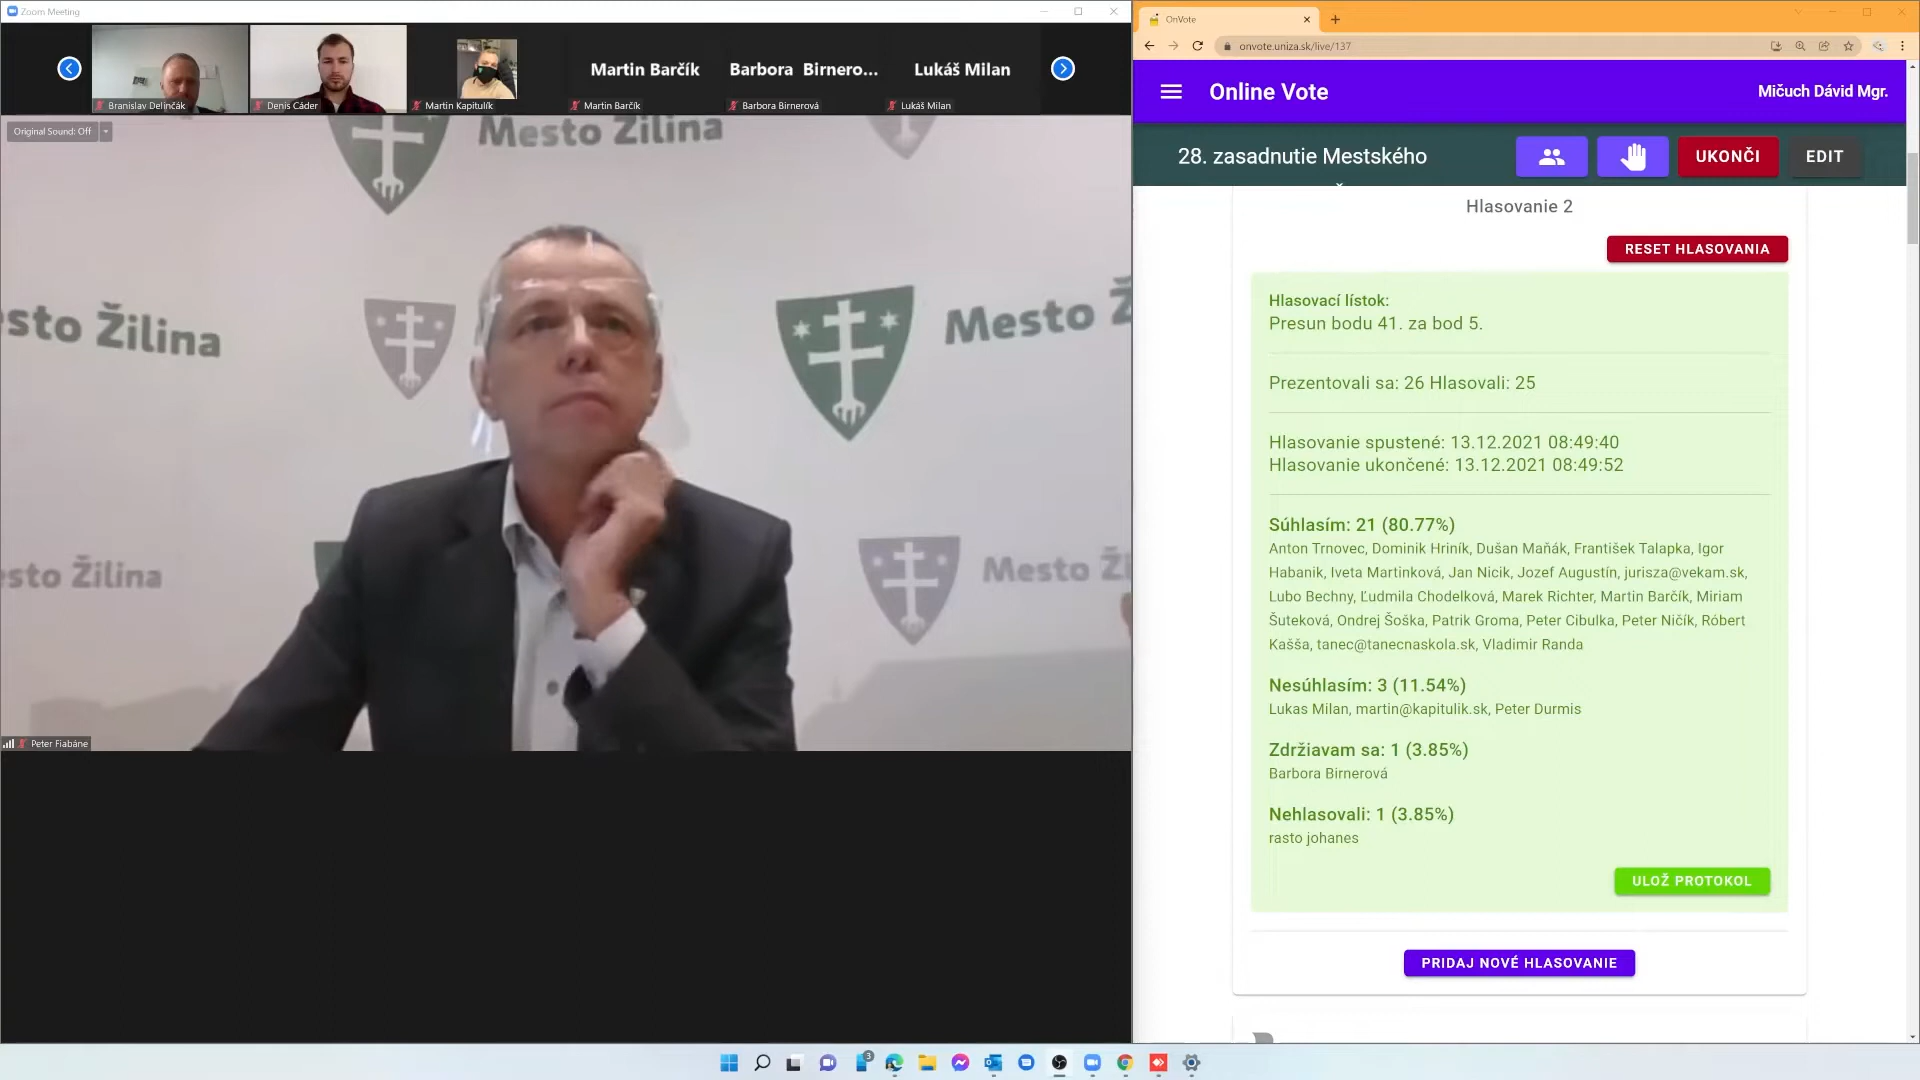 Zoom Meeting
Branislav Delinčák
Denis Cáder
Martin Kapitulík
Martin Barčík
Martin Barčík
Barbora Birnero...
Barbora Birnerová
Lukáš Milan
Lukáš Milan
Original Sound: Off
Mesto Žilina
sto Žilina
Mesto Ž
esto Žilina
Mesto Ži
Peter Fiabáne
OnVote
onvote.uniza.sk/live/137
Online Vote
Mičuch Dávid Mgr.
28. zasadnutie Mestského
UKONČI
EDIT
Hlasovanie 2
RESET HLASOVANIA
Hlasovací lístok:
Presun bodu 41. za bod 5.
Prezentovali sa: 26 Hlasovali: 25
Hlasovanie spustené: 13.12.2021 08:49:40
Hlasovanie ukončené: 13.12.2021 08:49:52
Súhlasím: 21 (80.77%)
Anton Trnovec, Dominik Hriník, Dušan Maňák, František Talapka, Igor
Habanik, Iveta Martinková, Jan Nicik, Jozef Augustín, jurisza@vekam.sk,
Lubo Bechny, Ľudmila Chodelková, Marek Richter, Martin Barčík, Miriam
Šuteková, Ondrej Šoška, Patrik Groma, Peter Cibulka, Peter Ničík, Róbert
Kašša, tanec@tanecnaskola.sk, Vladimir Randa
Nesúhlasím: 3 (11.54%)
Lukas Milan, martin@kapitulik.sk, Peter Durmis
Zdržiavam sa: 1 (3.85%)
Barbora Birnerová
Nehlasovali: 1 (3.85%)
rasto johanes
ULOŽ PROTOKOL
PRIDAJ NOVÉ HLASOVANIE
3